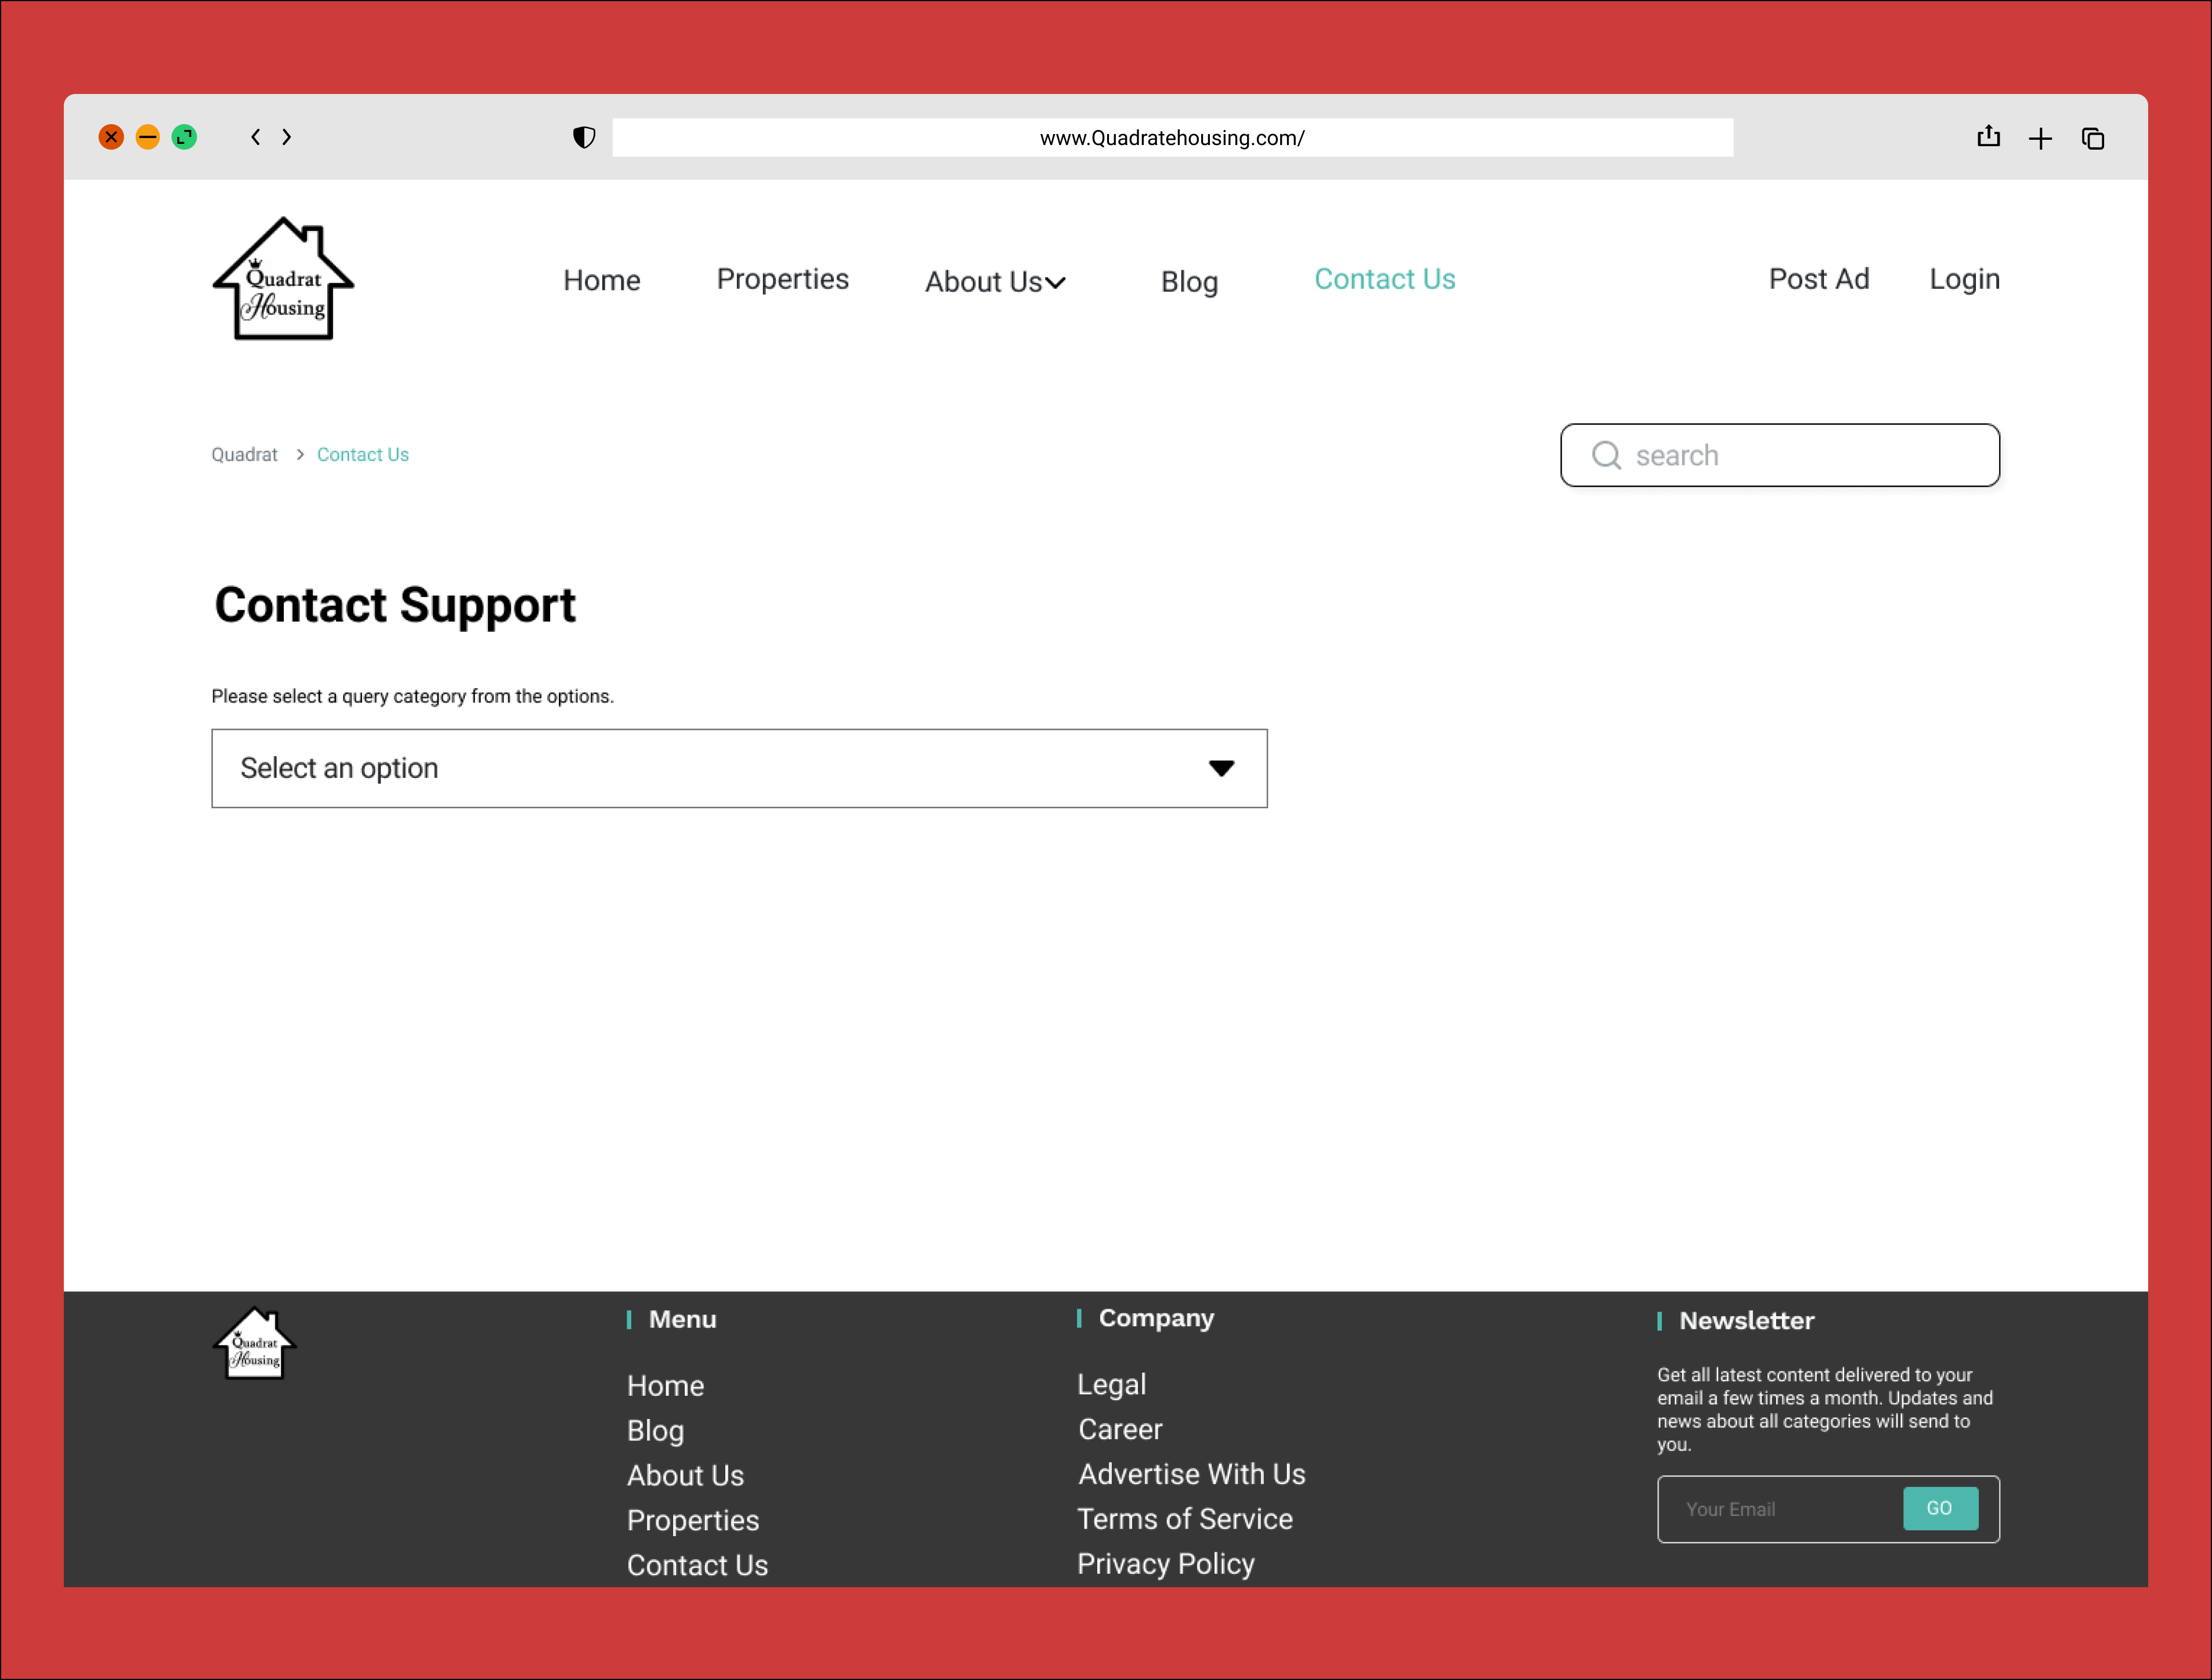 www.Quadratehousing.com/
Quadrat
Housing
Home
Properties
About Us
Blog
Contact Us
Post Ad
Login
Quadrat
Contact Us
search
Contact Support
Please select a query category from the options.
Select an option
Quadrat
Housing
Menu
Home
Blog
About Us
Properties
Contact Us
Company
Legal
Career
Advertise With Us
Terms of Service
Privacy Policy
Newsletter
Get all latest content delivered to your
email a few times a month. Updates and
news about all categories will send to
you.
Your Email
GO